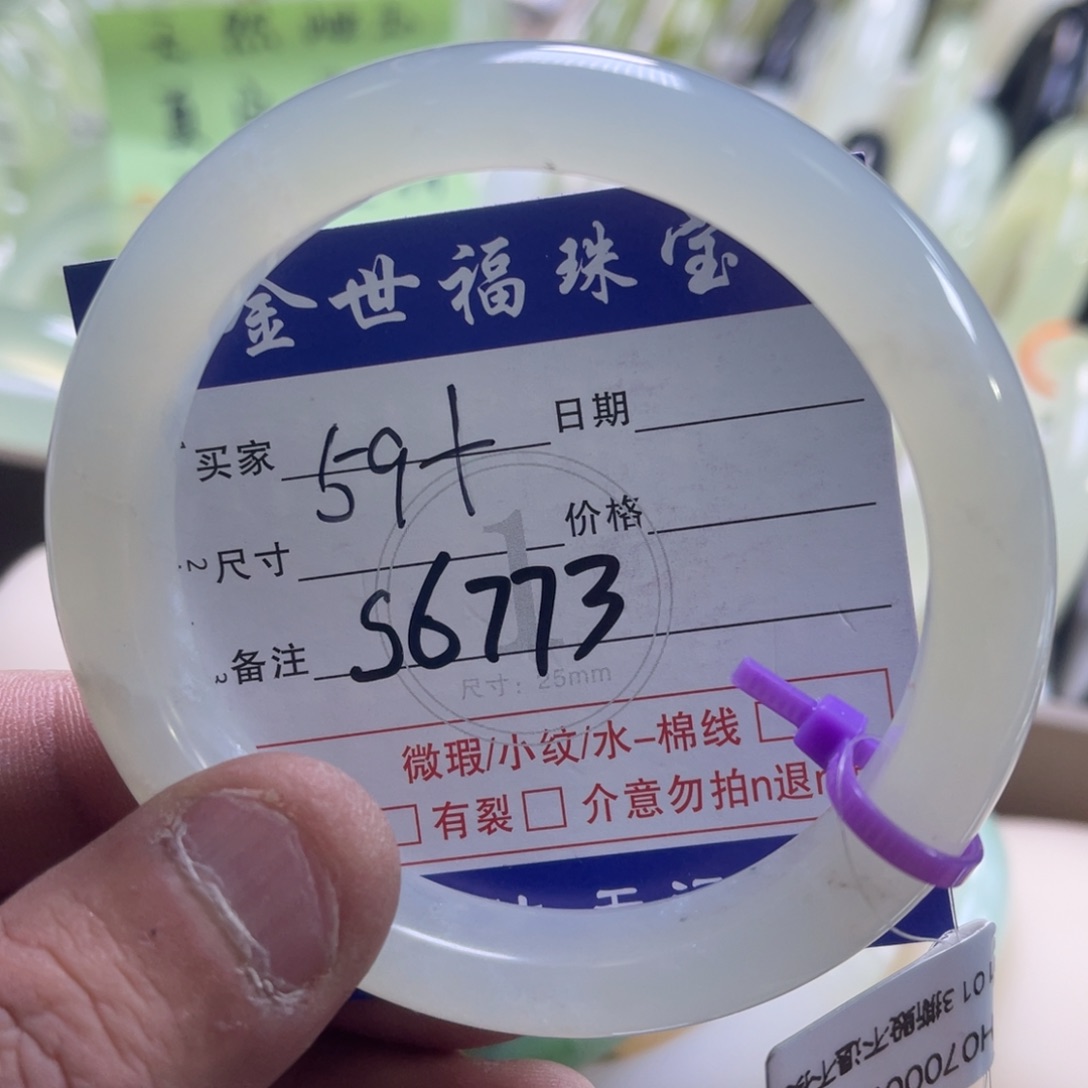 金世福珠宝
买家 59+ 日期
尺寸 价格
备注 S6773
尺寸：25mm
微瑕/小纹/水-棉线
有裂 介意勿拍n退n